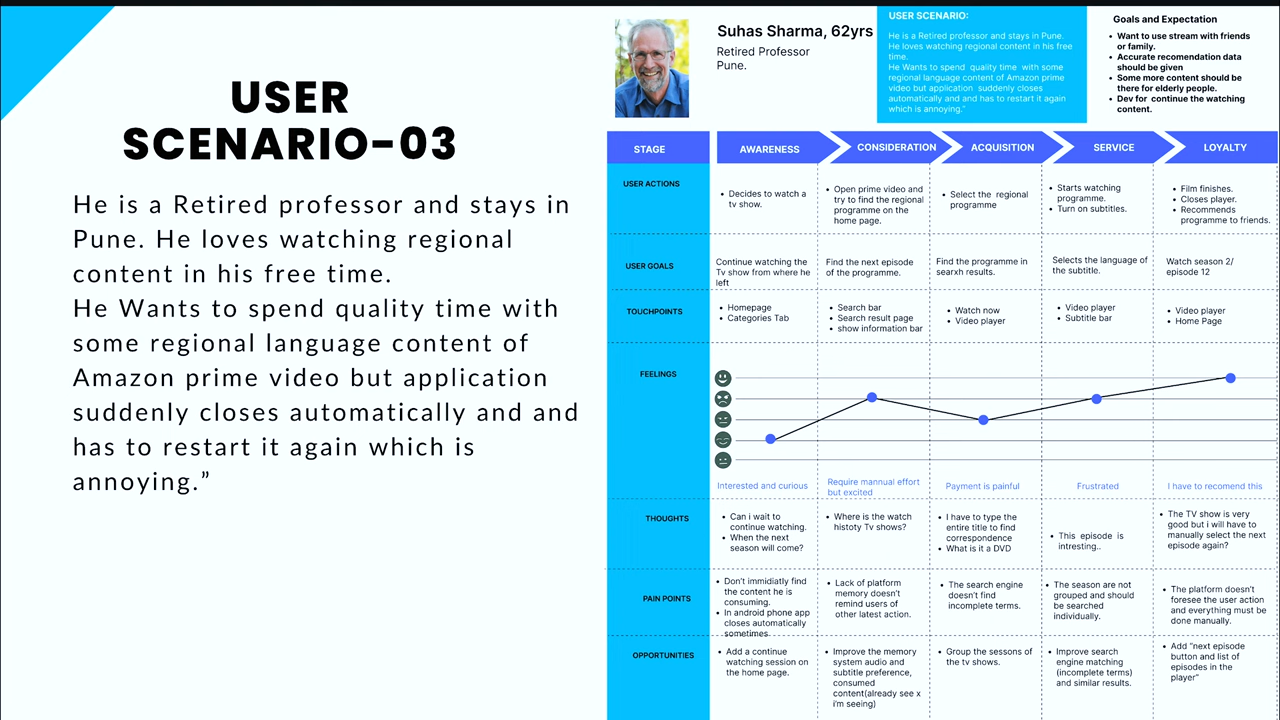 USER
SCENARIO-03
He is a Retired professor and stays in
Pune. He loves watching regional
content in his free time.
He Wants to spend quality time with
some regional language content of
Amazon prime video but application
suddenly closes automatically and and
has to restart it again which is
annoying.”
Suhas Sharma, 62yrs
Retired Professor
Pune.
USER SCENARIO:
He is a Retired professor and stays in Pune.
He loves watching regional content in his free
time.
He Wants to spend quality time with some
regional language content of Amazon prime
video but application suddenly closes
automatically and and has to restart it again
which is annoying.”
Goals and Expectation
• Want to use stream with friends
or family.
• Accurate recomendation data
should be given
• Some more content should be
there for elderly people.
• Dev for continue the watching
content.
STAGE
AWARENESS
CONSIDERATION
ACQUISITION
SERVICE
LOYALTY
USER ACTIONS
• Decides to watch a
tv show.
• Open prime video and
try to find the regional
programme on the
home page.
• Select the regional
programme
• Starts watching
programme.
• Turn on subtitles.
• Film finishes.
• Closes player.
• Recommends
programme to friends.
USER GOALS
Continue watching the
Tv show from where he
left
Find the next episode
of the programme.
Find the programme in
searxh results.
Selects the language of
the subtitle.
Watch season 2/
episode 12
TOUCHPOINTS
• Homepage
• Categories Tab
• Search bar
• Search result page
• show information bar
• Watch now
• Video player
• Video player
• Subtitle bar
• Video player
• Home Page
FEELINGS
Interested and curious
Require mannual effort
but excited
Payment is painful
Frustrated
I have to recomend this
THOUGHTS
• Can i wait to
continue watching.
• When the next
season will come?
• Where is the watch
histoty Tv shows?
• I have to type the
entire title to find
correspondence
• What is it a DVD
• This episode is
intresting..
• The TV show is very
good but i will have to
manually select the next
episode again?
PAIN POINTS
• Don’t immidiatly find
the content he is
consuming.
• In android phone app
closes automatically
sometimes
• Lack of platform
memory doesn’t
remind users of
other latest action.
• The search engine
doesn’t find
incomplete terms.
• The season are not
grouped and should
be searched
individually.
• The platform doesn’t
foresee the user action
and everything must be
done manually.
OPPORTUNITIES
• Add a continue
watching session on
the home page.
• Improve the memory
system audio and
subtitle preference,
consumed
content(already see x
i’m seeing)
• Group the sessons of
the tv shows.
• Improve search
engine matching
(incomplete terms)
and similar results.
• Add “next episode
button and list of
episodes in the
player”